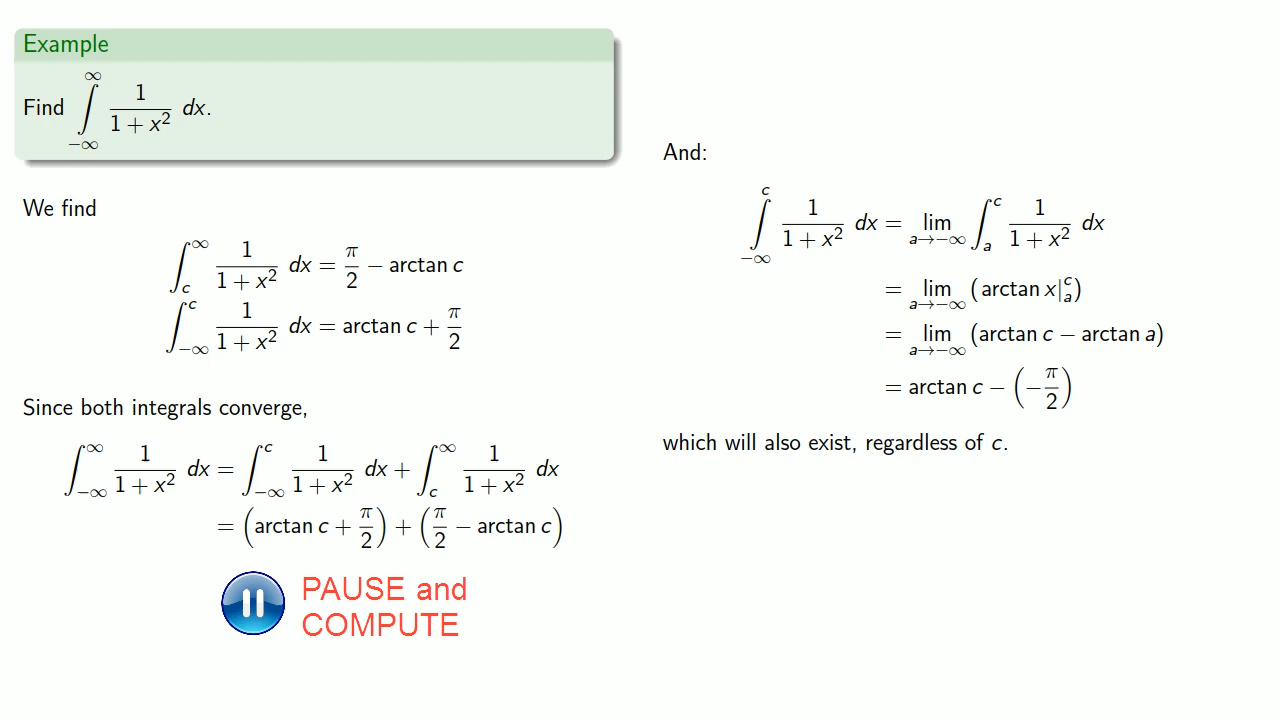 Example
Find ∫_{-∞}^{∞} 1/(1 + x²) dx.
We find
∫_c^∞ 1/(1 + x²) dx = π/2 − arctan c
∫_{-∞}^c 1/(1 + x²) dx = arctan c + π/2
Since both integrals converge,
∫_{-∞}^∞ 1/(1 + x²) dx = ∫_{-∞}^c 1/(1 + x²) dx + ∫_c^∞ 1/(1 + x²) dx
= (arctan c + π/2) + (π/2 − arctan c)
PAUSE and
COMPUTE
And:
∫_{-∞}^c 1/(1 + x²) dx = lim_{a→−∞} ∫_a^c 1/(1 + x²) dx
= lim_{a→−∞} (arctan x|_a^c)
= lim_{a→−∞} (arctan c − arctan a)
= arctan c − (−π/2)
which will also exist, regardless of c.